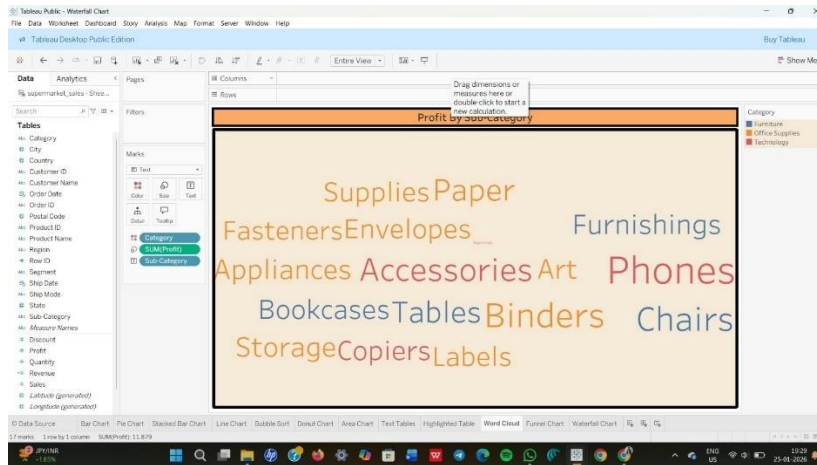 Tableau Public - Waterfall Chart
File Data Worksheet Dashboard Story Analysis Map Format Server Window Help
Tableau Desktop Public Edition
Buy Tableau
Entire View
Show Me
Data Analytics
Pages
Columns
Rows
supermarket_sales - Shee...
Search
Filters
Drag dimensions or
measures here or
double-click to start a
new calculation.
Profit by Sub-Category
Category
Furniture
Office Supplies
Technology
Tables
Category
City
Country
Customer ID
Customer Name
Order Date
Order ID
Postal Code
Product ID
Product Name
Region
Row ID
Segment
Ship Date
Ship Mode
State
Sub-Category
Measure Names
Discount
Profit
Quantity
Revenue
Sales
Latitude (generated)
Longitude (generated)
Marks
Text
Color Size Text
Detail Tooltip
Category
SUM(Profit)
Sub-Category
Supplies Paper
Fasteners Envelopes Furnishings
Appliances Accessories Art Phones
Bookcases Tables Binders Chairs
Storage Copiers Labels
Data Source Bar Chart Pie Chart Stacked Bar Chart Line Chart Bubble Sort Donut Chart Area Chart Text Tables Highlighted Table Word Cloud Funnel Chart Waterfall Chart
17 marks 1 row by 1 column SUM(Profit): 11,879
JPY/INR
+1.85%
ENG
US
19:29
25-01-2026